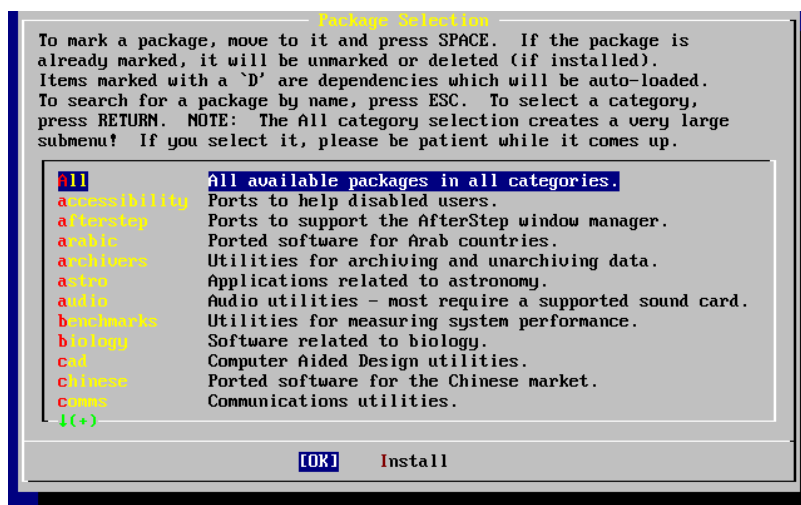 Package Selection
To mark a package, move to it and press SPACE.  If the package is
already marked, it will be unmarked or deleted (if installed).
Items marked with a `D' are dependencies which will be auto-loaded.
To search for a package by name, press ESC.  To select a category,
press RETURN.  NOTE:  The All category selection creates a very large
submenu!  If you select it, please be patient while it comes up.
All All available packages in all categories.
accessibility Ports to help disabled users.
afterstep Ports to support the AfterStep window manager.
arabic Ported software for Arab countries.
archivers Utilities for archiving and unarchiving data.
astro Applications related to astronomy.
audio Audio utilities - most require a supported sound card.
benchmarks Utilities for measuring system performance.
biology Software related to biology.
cad Computer Aided Design utilities.
chinese Ported software for the Chinese market.
comms Communications utilities.
↓(+)
[OK] Install